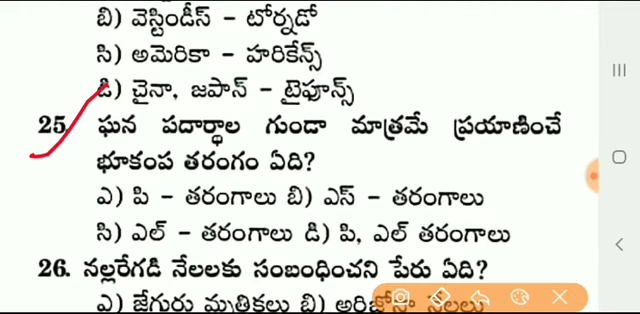 బి) వెస్టిండీస్ – టోర్నడో
సి) అమెరికా – హరికేన్స్
డి) చైనా, జపాన్ – టైఫూన్స్
25. ఘన పదార్థాల గుండా మాత్రమే ప్రయాణించే
భూకంప తరంగం ఏది?
ఎ) పి – తరంగాలు బి) ఎస్ – తరంగాలు
సి) ఎల్ – తరంగాలు డి) పి, ఎల్ తరంగాలు
26. నల్లరేగడి నేలలకు సంబంధించని పేరు ఏది?
ఎ) జేగురు మృత్తికలు బి)